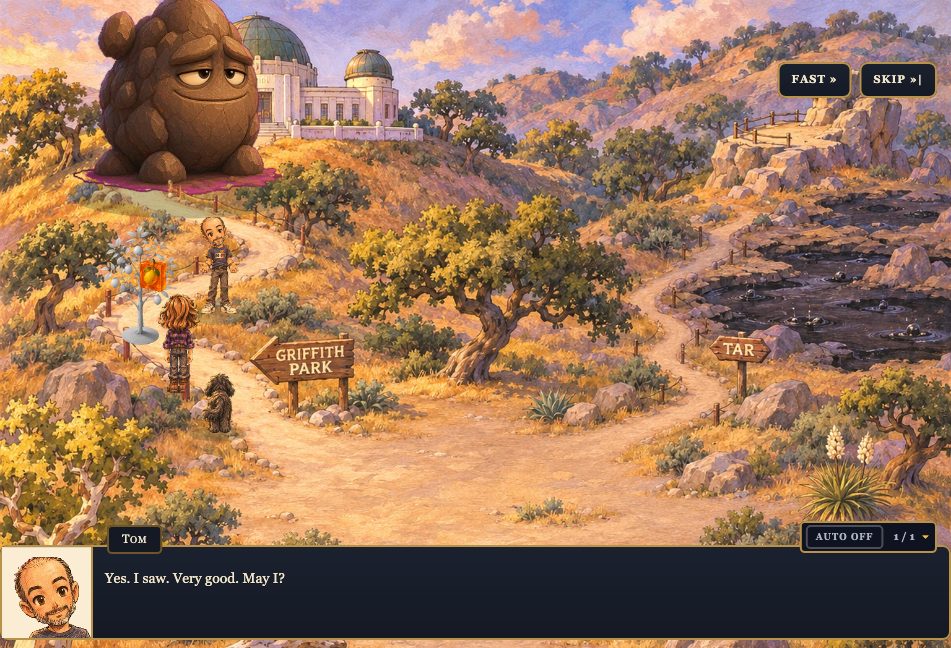 FAST »
SKIP »|
GRIFFITH
PARK
TAR
TOM
AUTO OFF
1 / 1
Yes. I saw. Very good. May I?